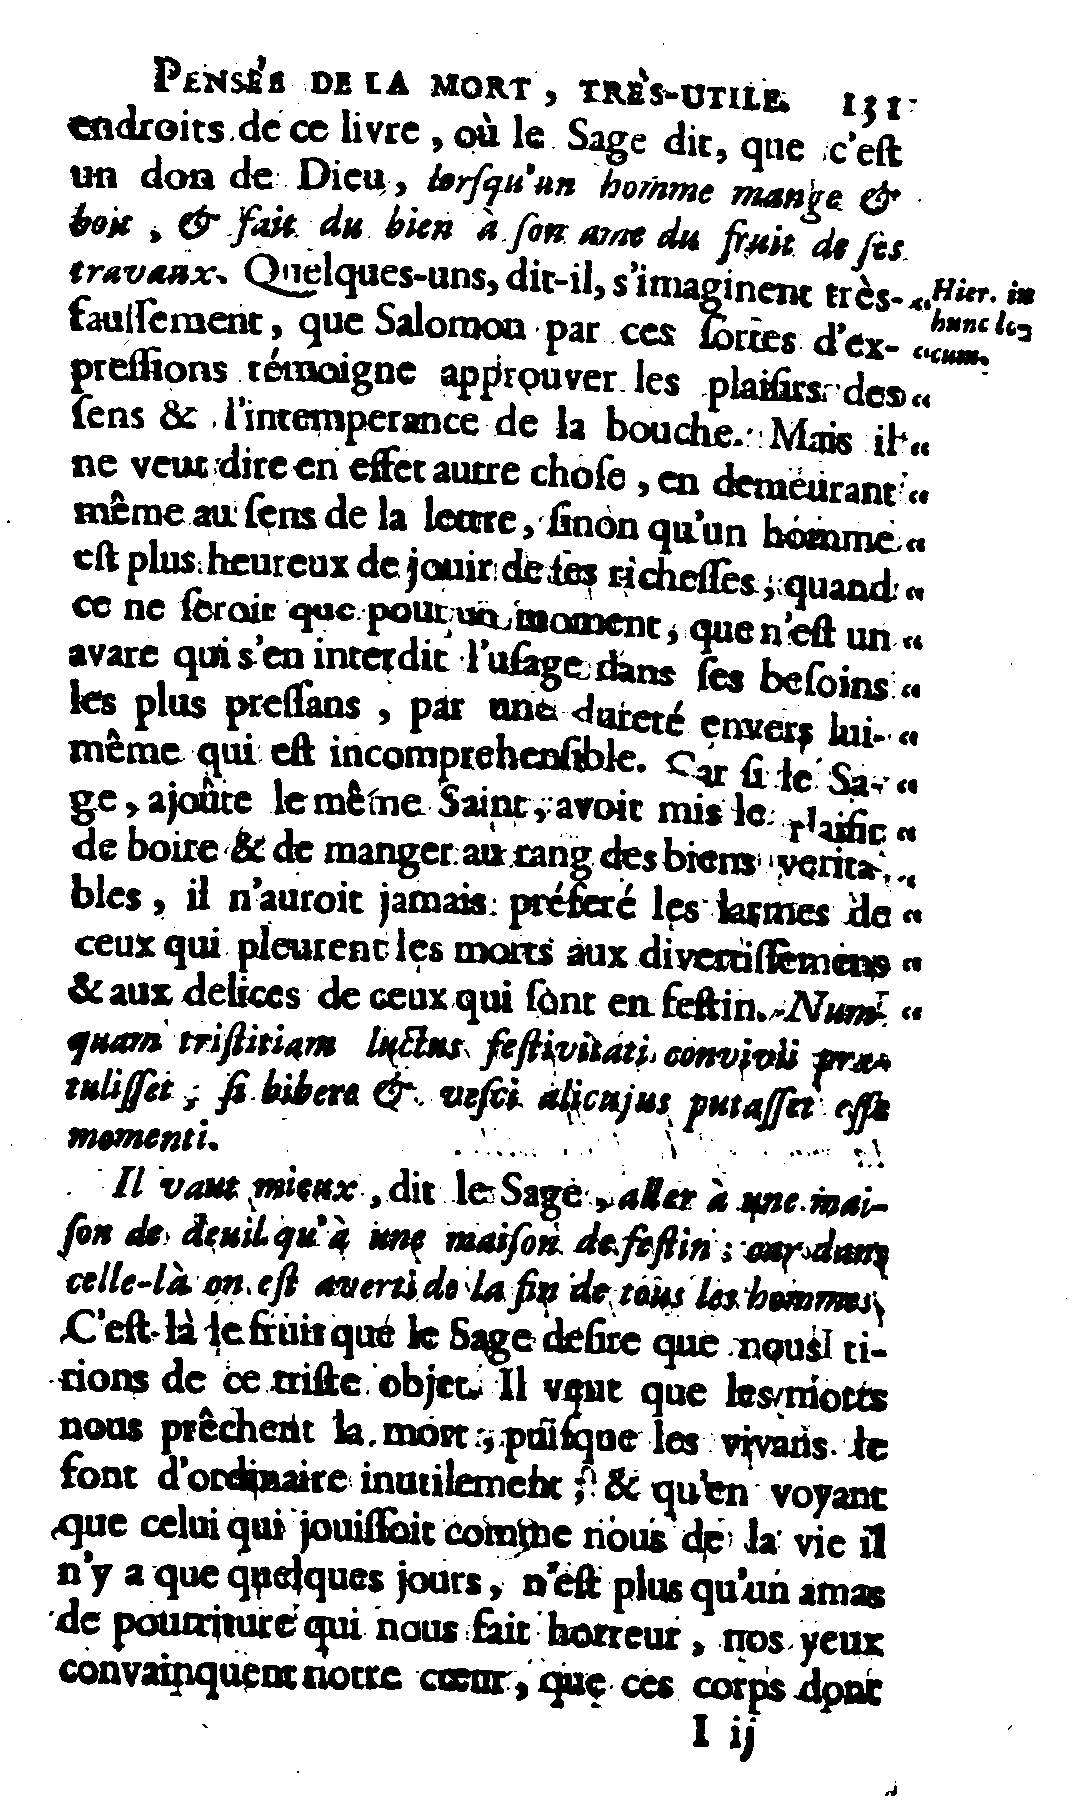 PENSÉS DE LA MORT, TRÈS-UTILE. 131
endroits de ce livre, où le Sage dit, que c'eſt
un don de Dieu, lorſqu'un homme mange &
boit, & fait du bien à ſon ame du fruit de ſes
travaux. Quelques-uns, dit-il, s'imaginent très- “ Hier. in
fauſſement, que Salomon par ces ſortes d'ex- “ hunc lo-
preſſions témoigne approuver les plaiſirs des “ cum.
ſens & l'intemperance de la bouche. Mais il “
ne veut dire en effet autre choſe, en demeurant “
même au ſens de la lettre, ſinon qu'un homme “
eſt plus heureux de jouir de ſes richeſſes, quand “
ce ne ſeroit que pour un moment, que n'eſt un “
avare qui s'en interdit l'uſage dans ſes beſoins “
les plus preſſans, par une dureté envers lui- “
même qui eſt incomprehenſible. Car ſi le Sa- “
ge, ajoûte le même Saint, avoit mis le plaiſir “
de boire & de manger au rang des biens verita- “
bles, il n'auroit jamais préferé les larmes de “
ceux qui pleurent les morts aux divertiſſemens “
& aux delices de ceux qui ſont en feſtin. Num- “
quam triſtitiam luctus feſtivitati convivii præ-
tuliſſet, ſi bibere & veſci alicujus putaſſet eſſe
momenti.
Il vaut mieux, dit le Sage, aller à une mai-
ſon de deuil qu'à une maiſon de feſtin; car dans
celle-là on eſt averti de la fin de tous les hommes,
C'eſt là le fruit que le Sage deſire que nous ti-
rions de ce triſte objet. Il veut que les morts
nous prêchent la mort, puiſque les vivans le
font d'ordinaire inutilement; & qu'en voyant
que celui qui jouiſſoit comme nous de la vie il
n'y a que quelques jours, n'eſt plus qu'un amas
de pourriture qui nous fait horreur, nos yeux
convainquent notre cœur, que ces corps dont
I ij